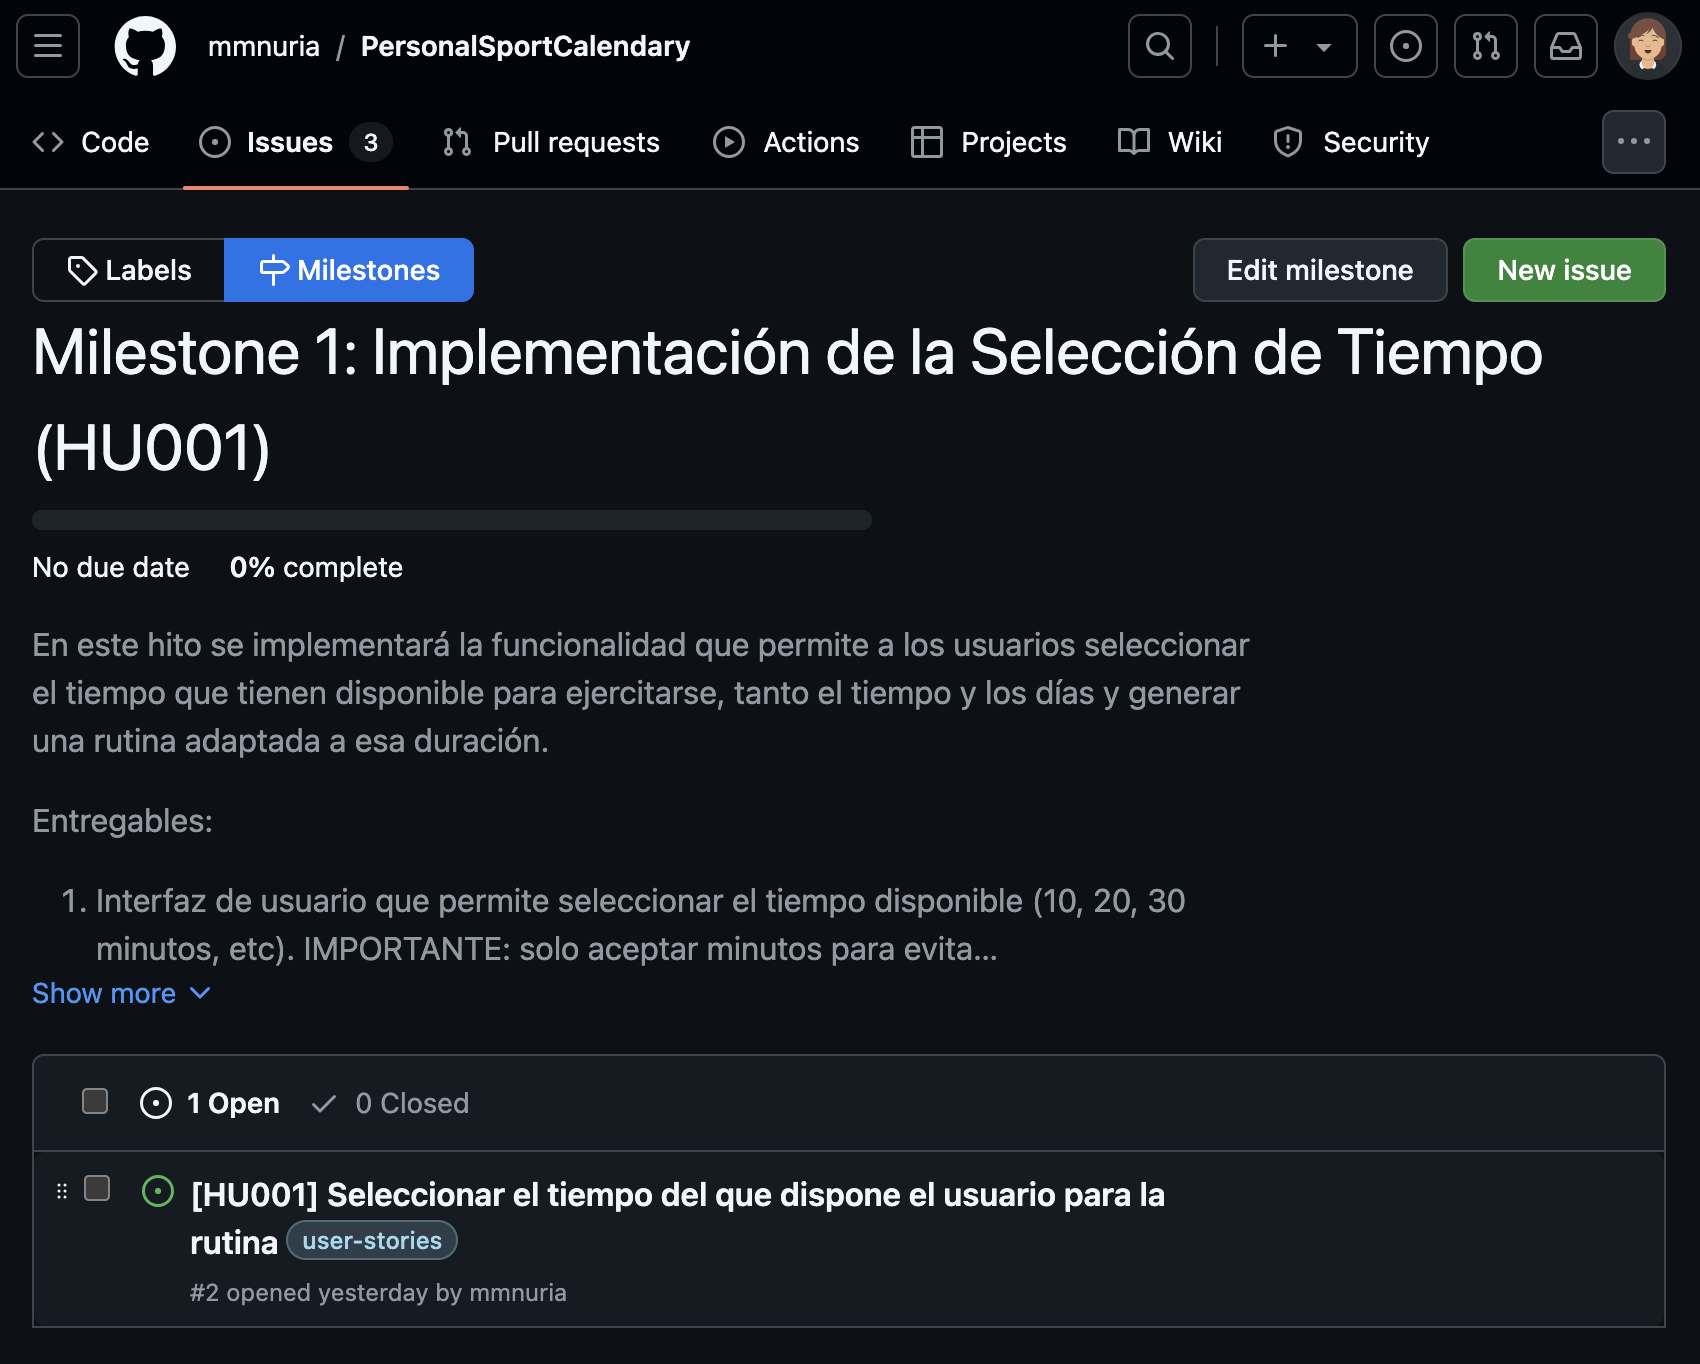 mmnuria / PersonalSportCalendary
Code Issues 3 Pull requests Actions Projects Wiki Security
Labels Milestones Edit milestone New issue
Milestone 1: Implementación de la Selección de Tiempo
(HU001)
No due date 0% complete
En este hito se implementará la funcionalidad que permite a los usuarios seleccionar
el tiempo que tienen disponible para ejercitarse, tanto el tiempo y los días y generar
una rutina adaptada a esa duración.
Entregables:
1. Interfaz de usuario que permite seleccionar el tiempo disponible (10, 20, 30
minutos, etc). IMPORTANTE: solo aceptar minutos para evita...
Show more
1 Open 0 Closed
[HU001] Seleccionar el tiempo del que dispone el usuario para la
rutina user-stories
#2 opened yesterday by mmnuria